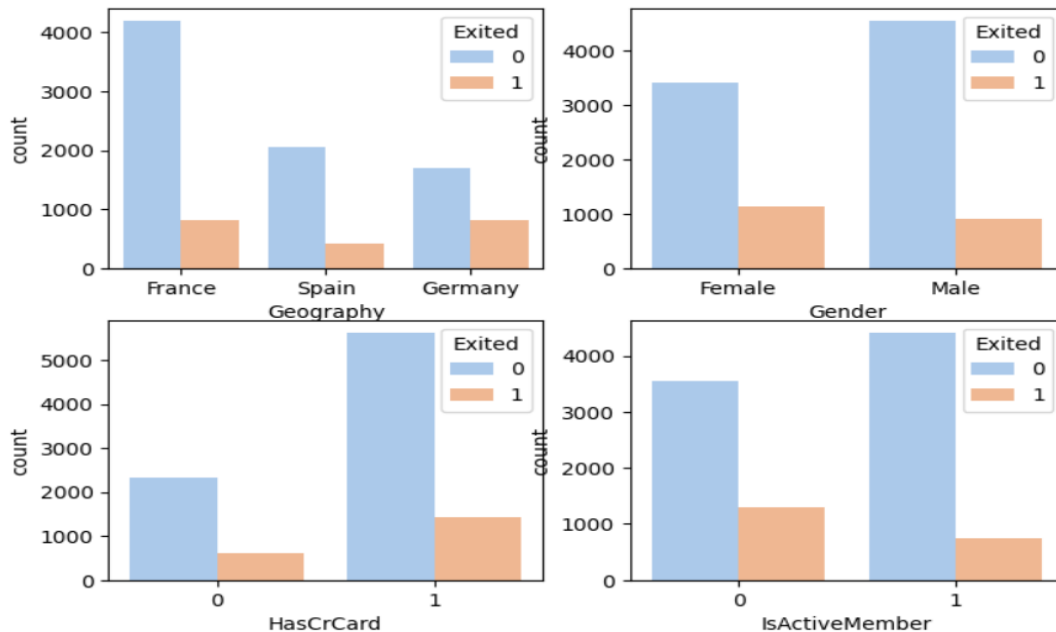 4000
3000
2000
1000
0
count
Exited
0
1
France Spain Germany
Geography
4000
3000
2000
1000
0
count
Exited
0
1
Female Male
Gender
5000
4000
3000
2000
1000
0
count
Exited
0
1
0 1
HasCrCard
4000
3000
2000
1000
0
count
Exited
0
1
0 1
IsActiveMember